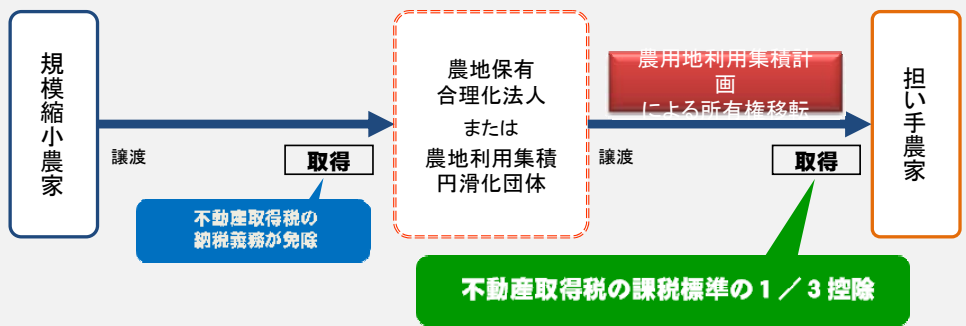 規模縮小農家
譲渡
取得
不動産取得税の
納税義務が免除
農地保有
合理化法人
または
農地利用集積
円滑化団体
農用地利用集積計
画
による所有権移転
譲渡
取得
不動産取得税の課税標準の1／3控除
担い手農家